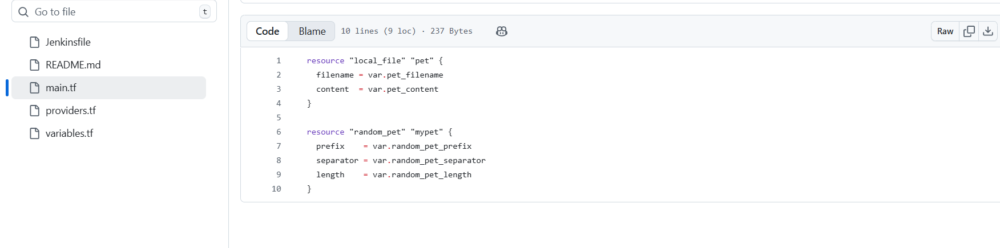 Go to file
t
Jenkinsfile
README.md
main.tf
providers.tf
variables.tf
Code Blame 10 lines (9 loc) · 237 Bytes
Raw
1 resource "local_file" "pet" {
2   filename = var.pet_filename
3   content  = var.pet_content
4 }
5
6 resource "random_pet" "mypet" {
7   prefix    = var.random_pet_prefix
8   separator = var.random_pet_separator
9   length    = var.random_pet_length
10 }